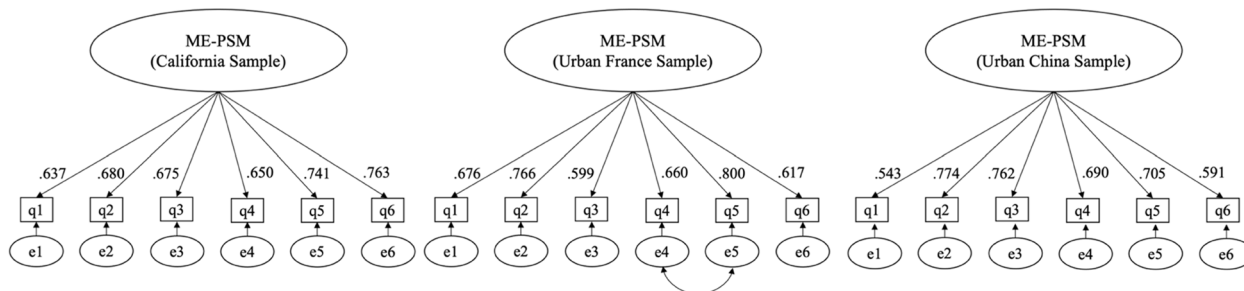 ME-PSM
(California Sample)
ME-PSM
(Urban France Sample)
ME-PSM
(Urban China Sample)
.637 .680 .675 .650 .741 .763 .676 .766 .599 .660 .800 .617 .543 .774 .762 .690 .705 .591
q1 q2 q3 q4 q5 q6 q1 q2 q3 q4 q5 q6 q1 q2 q3 q4 q5 q6
e1 e2 e3 e4 e5 e6 e1 e2 e3 e4 e5 e6 e1 e2 e3 e4 e5 e6